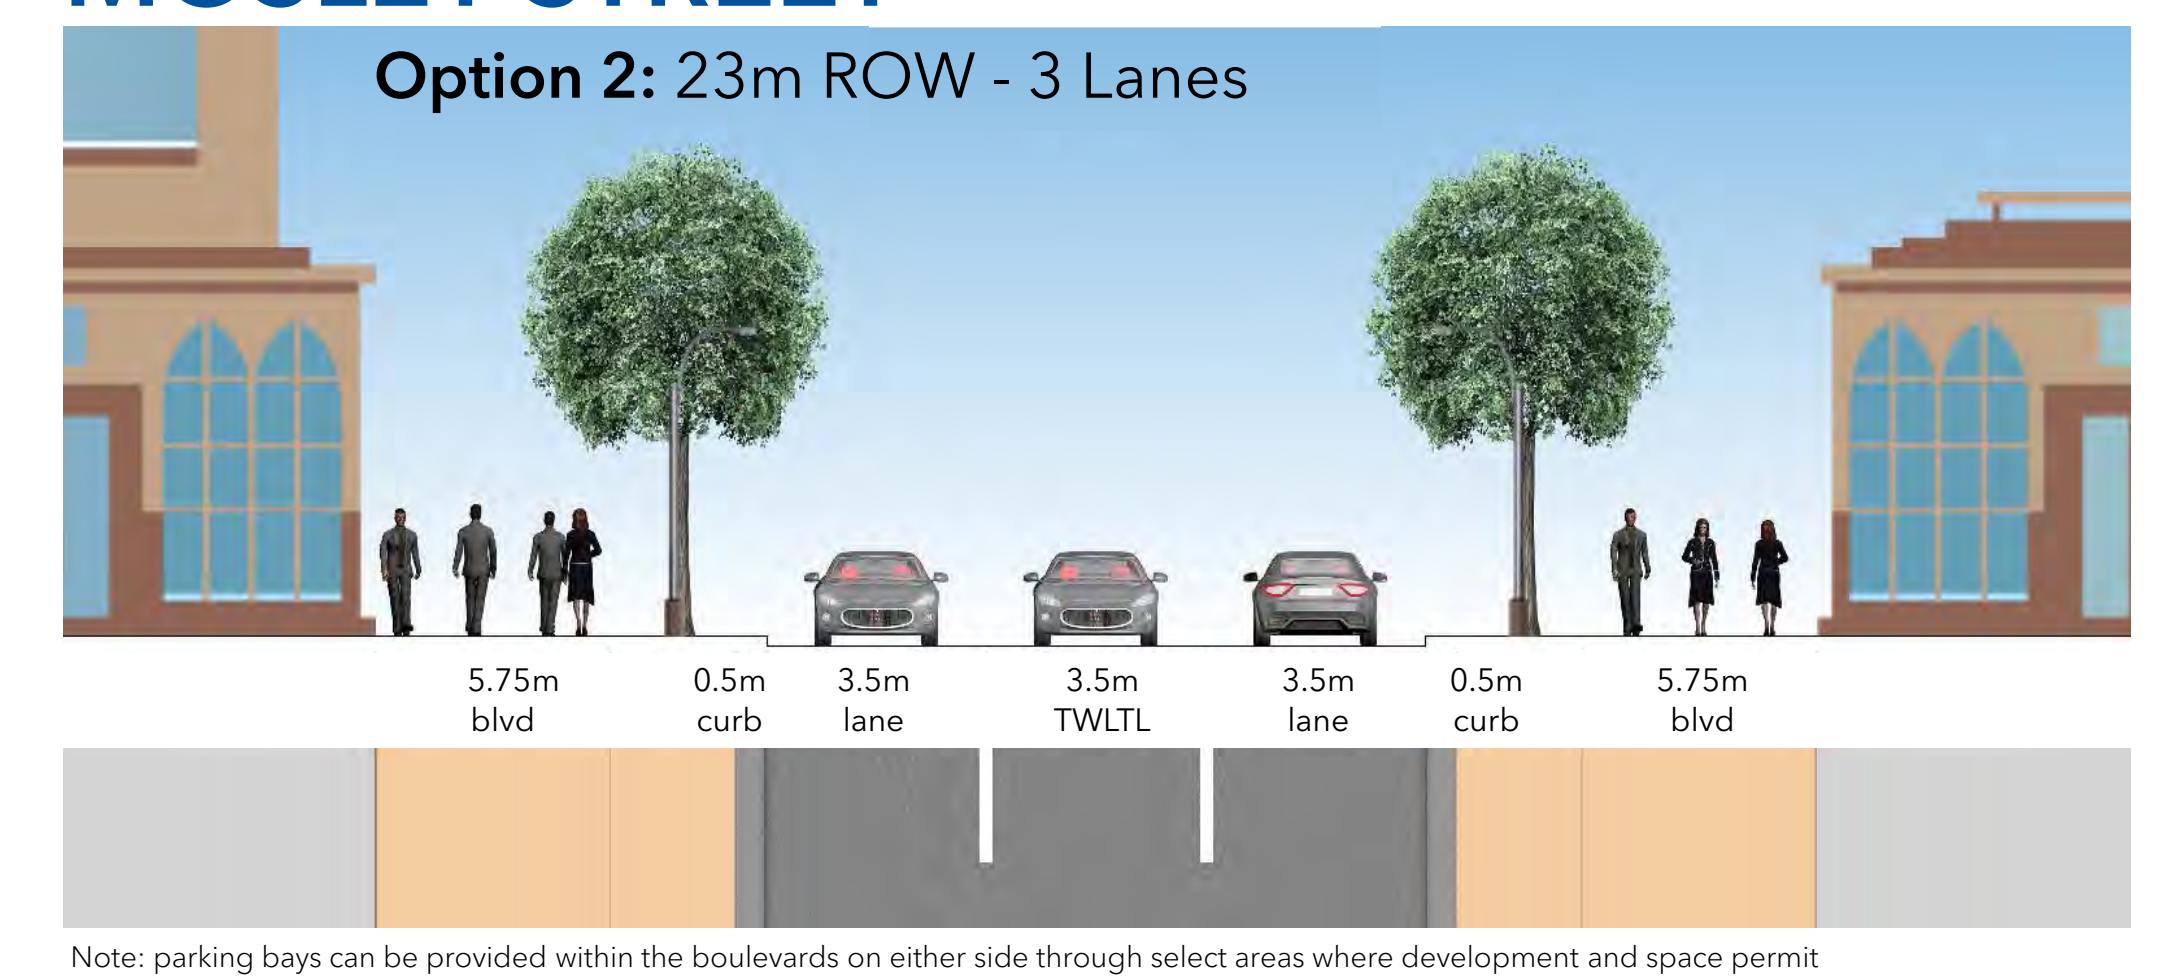 Option 2: 23m ROW - 3 Lanes
5.75m 0.5m 3.5m 3.5m 3.5m 0.5m 5.75m
blvd curb lane TWLTL lane curb blvd
Note: parking bays can be provided within the boulevards on either side through select areas where development and space permit